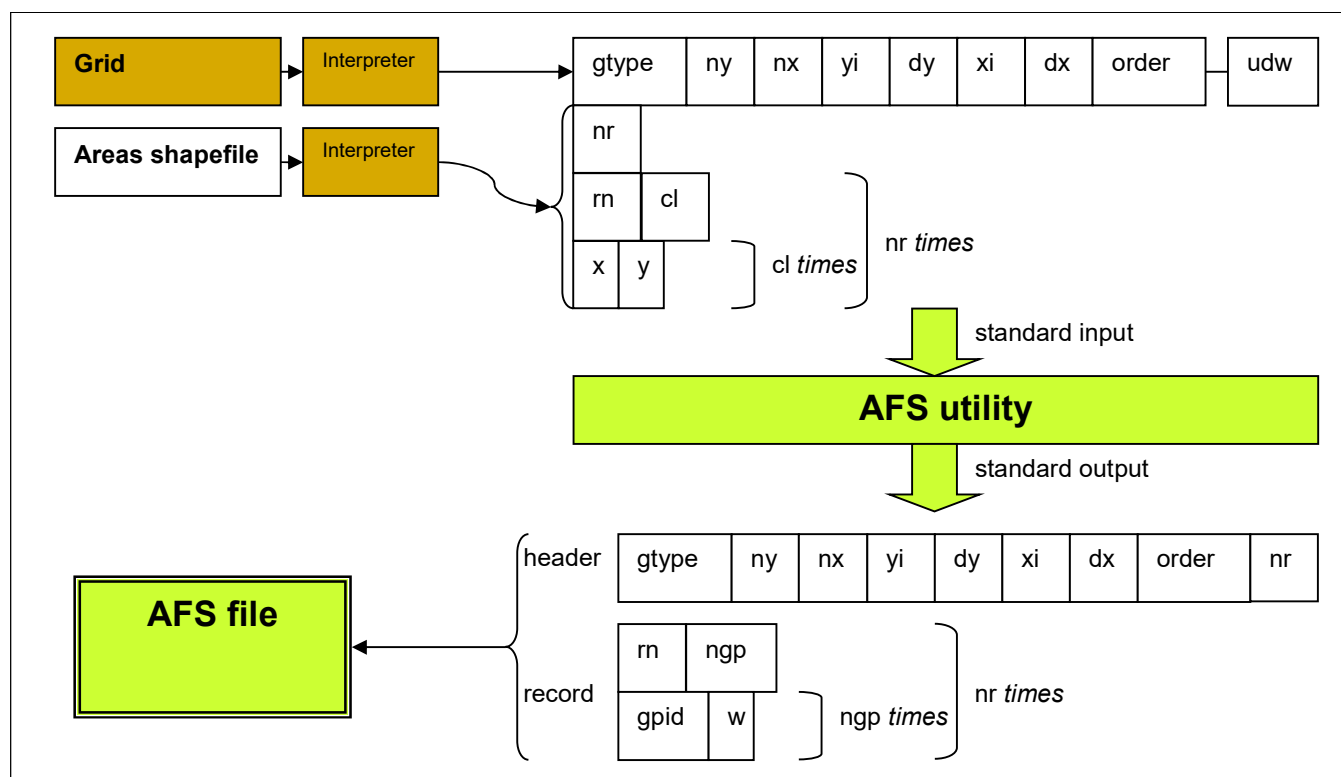 Grid
Interpreter
gtype ny nx yi dy xi dx order udw
Areas shapefile
Interpreter
nr
rn cl
x y
cl times
nr times
standard input
AFS utility
standard output
header
gtype ny nx yi dy xi dx order nr
AFS file
record
rn ngp
gpid w
ngp times
nr times